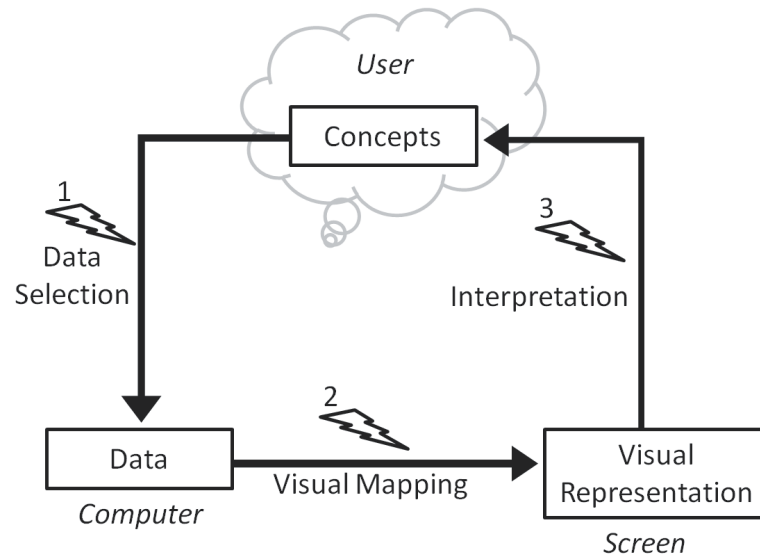 User
Concepts
1
Data
Selection
3
Interpretation
2
Visual Mapping
Data
Computer
Visual
Representation
Screen